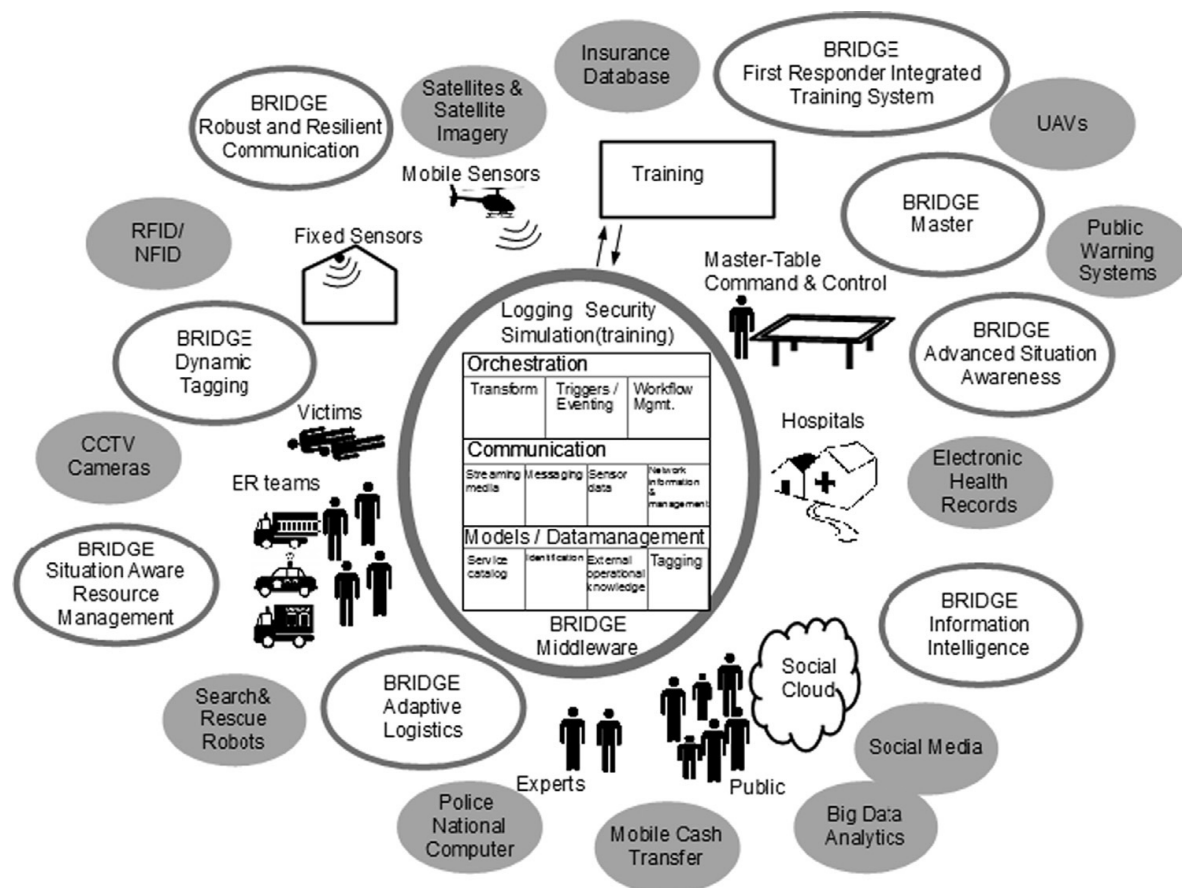 Insurance
Database
BRIDGE
First Responder Integrated
Training System
Satellites &
Satellite
Imagery
BRIDGE
Robust and Resilient
Communication
UAVs
Mobile Sensors
Training
BRIDGE
Master
RFID/
NFID
Fixed Sensors
Public
Warning
Systems
Master-Table
Command & Control
Logging Security
Simulation(training)
BRIDGE
Dynamic
Tagging
BRIDGE
Advanced Situation
Awareness
Orchestration
Transform
Triggers /
Eventing
Workflow
Mgmt.
Victims
Hospitals
CCTV
Cameras
Communication
Streaming
media
Messaging
Sensor
data
Network
information
&
management
Electronic
Health
Records
ER teams
Models / Datamanagement
Service
catalog
Identification
External
operational
knowledge
Tagging
BRIDGE
Situation Aware
Resource
Management
BRIDGE
Middleware
BRIDGE
Information
Intelligence
Social
Cloud
BRIDGE
Adaptive
Logistics
Search&
Rescue
Robots
Social Media
Experts
Public
Police
National
Computer
Mobile Cash
Transfer
Big Data
Analytics